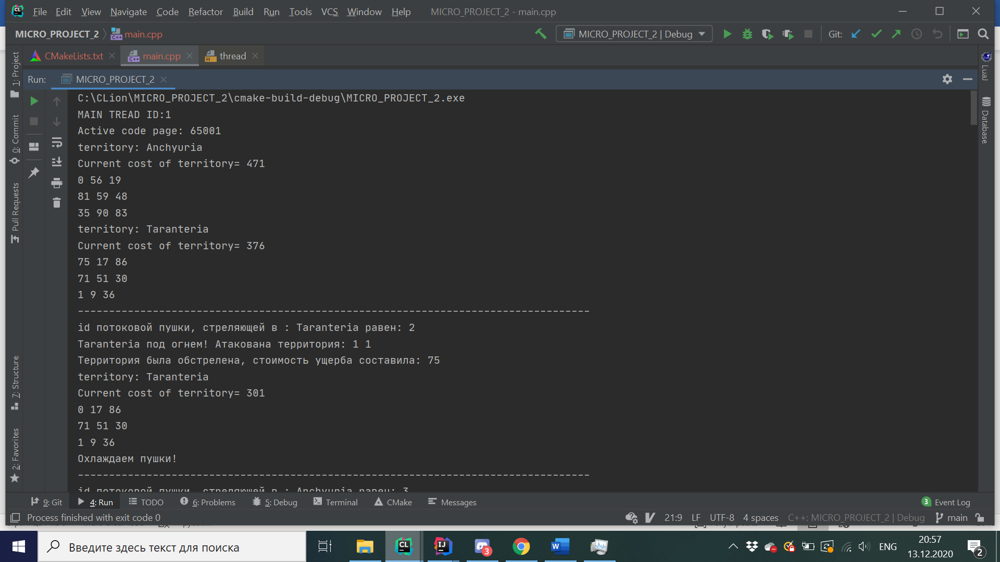 File Edit View Navigate Code Refactor Build Run Tools VCS Window Help MICRO_PROJECT_2 - main.cpp
MICRO_PROJECT_2 main.cpp MICRO_PROJECT_2 | Debug Git:
CMakeLists.txt main.cpp thread
Run: MICRO_PROJECT_2
1: Project
0: Commit
Pull Requests
7: Structure
2: Favorites
LuaJ
Database
C:\CLion\MICRO_PROJECT_2\cmake-build-debug\MICRO_PROJECT_2.exe
MAIN TREAD ID:1
Active code page: 65001
territory: Anchyuria
Current cost of territory= 471
0 56 19
81 59 48
35 90 83
territory: Taranteria
Current cost of territory= 376
75 17 86
71 51 30
1 9 36
----------------------------------------------------------------------------------
id потоковой пушки, стреляющей в : Taranteria равен: 2
Taranteria под огнем! Атакована территория: 1 1
Территория была обстрелена, стоимость ущерба составила: 75
territory: Taranteria
Current cost of territory= 301
0 17 86
71 51 30
1 9 36
Охлаждаем пушки!
----------------------------------------------------------------------------------
id потоковой пушки, стреляющей в : Anchyuria равен: 3
9: Git 4: Run TODO 6: Problems 5: Debug Terminal CMake Messages 3 Event Log
Process finished with exit code 0 21:9 LF UTF-8 4 spaces C++: MICRO_PROJECT_2 | Debug main
Введите здесь текст для поиска 3 ENG 20:57
13.12.2020 2